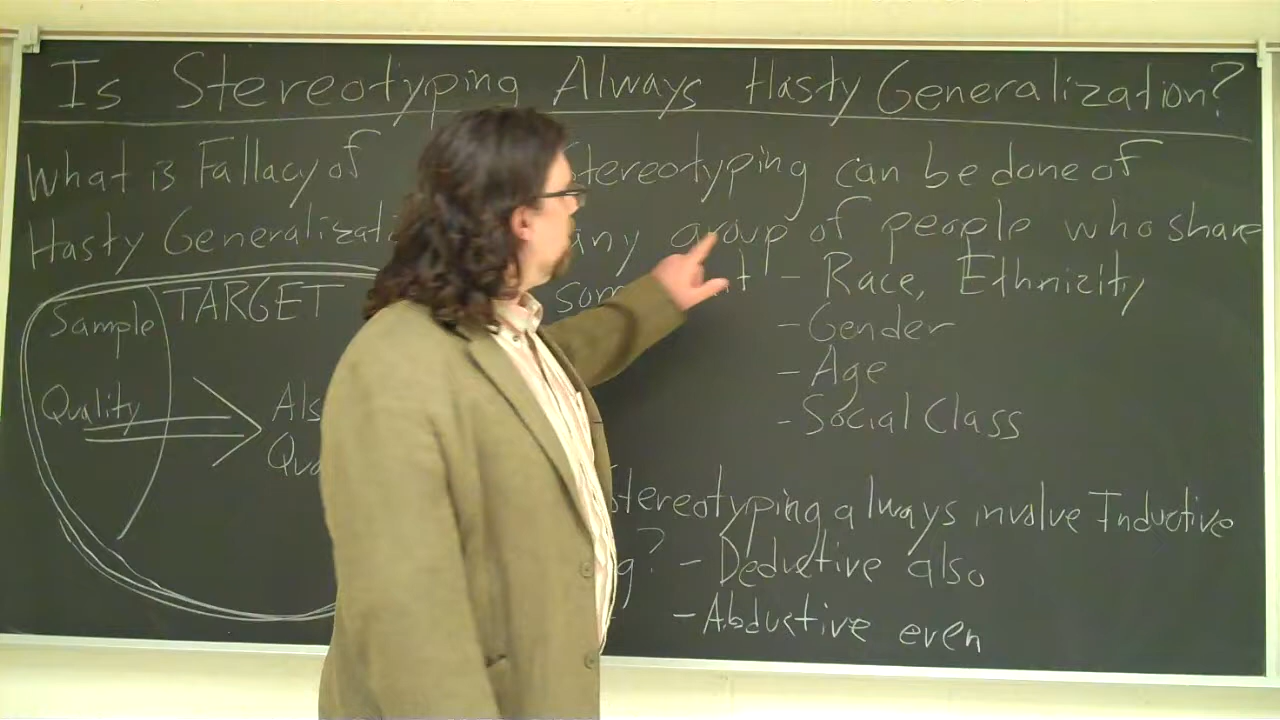 Is Stereotyping Always Hasty Generalization?
What is Fallacy of
Hasty Generalizati
Sample
TARGET
Quality
Als
Qua
Stereotyping can be done of
any group of people who share
som
- Race, Ethnizity
- Gender
- Age
- Social Class
Stereotyping always involve Inductive
g? - Deductive also
- Abductive even